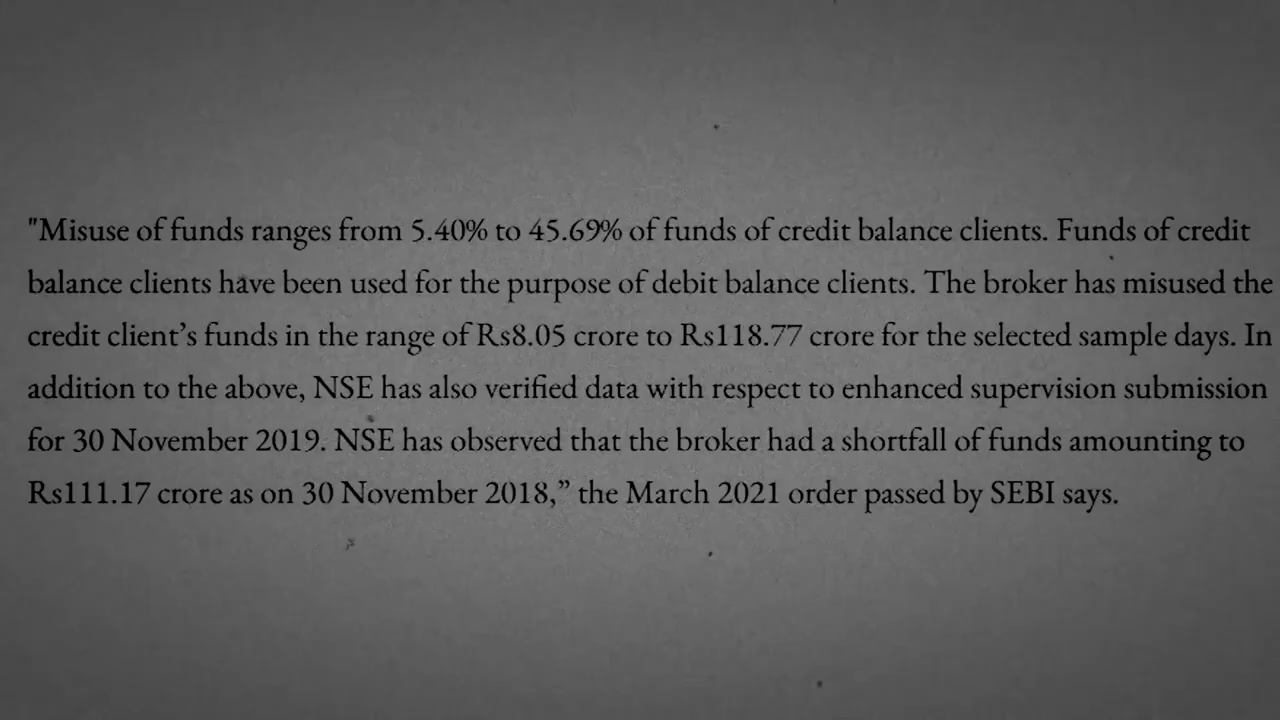 "Misuse of funds ranges from 5.40% to 45.69% of funds of credit balance clients. Funds of credit
balance clients have been used for the purpose of debit balance clients. The broker has misused the
credit client’s funds in the range of Rs8.05 crore to Rs118.77 crore for the selected sample days. In
addition to the above, NSE has also verified data with respect to enhanced supervision submission
for 30 November 2019. NSE has observed that the broker had a shortfall of funds amounting to
Rs111.17 crore as on 30 November 2018,” the March 2021 order passed by SEBI says.